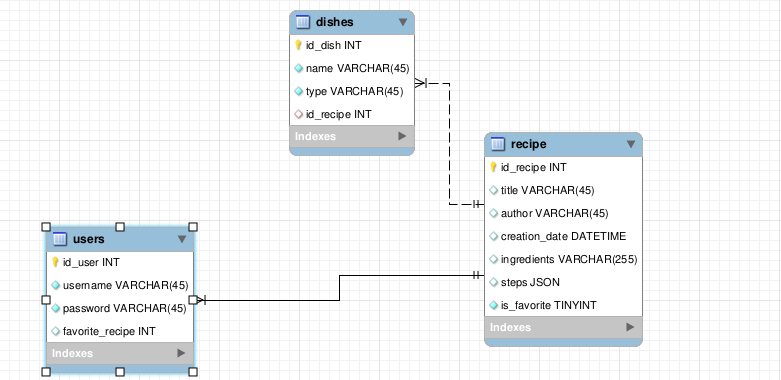 dishes
id_dish INT
name VARCHAR(45)
type VARCHAR(45)
id_recipe INT
Indexes
recipe
id_recipe INT
title VARCHAR(45)
author VARCHAR(45)
creation_date DATETIME
ingredients VARCHAR(255)
steps JSON
is_favorite TINYINT
Indexes
users
id_user INT
username VARCHAR(45)
password VARCHAR(45)
favorite_recipe INT
Indexes